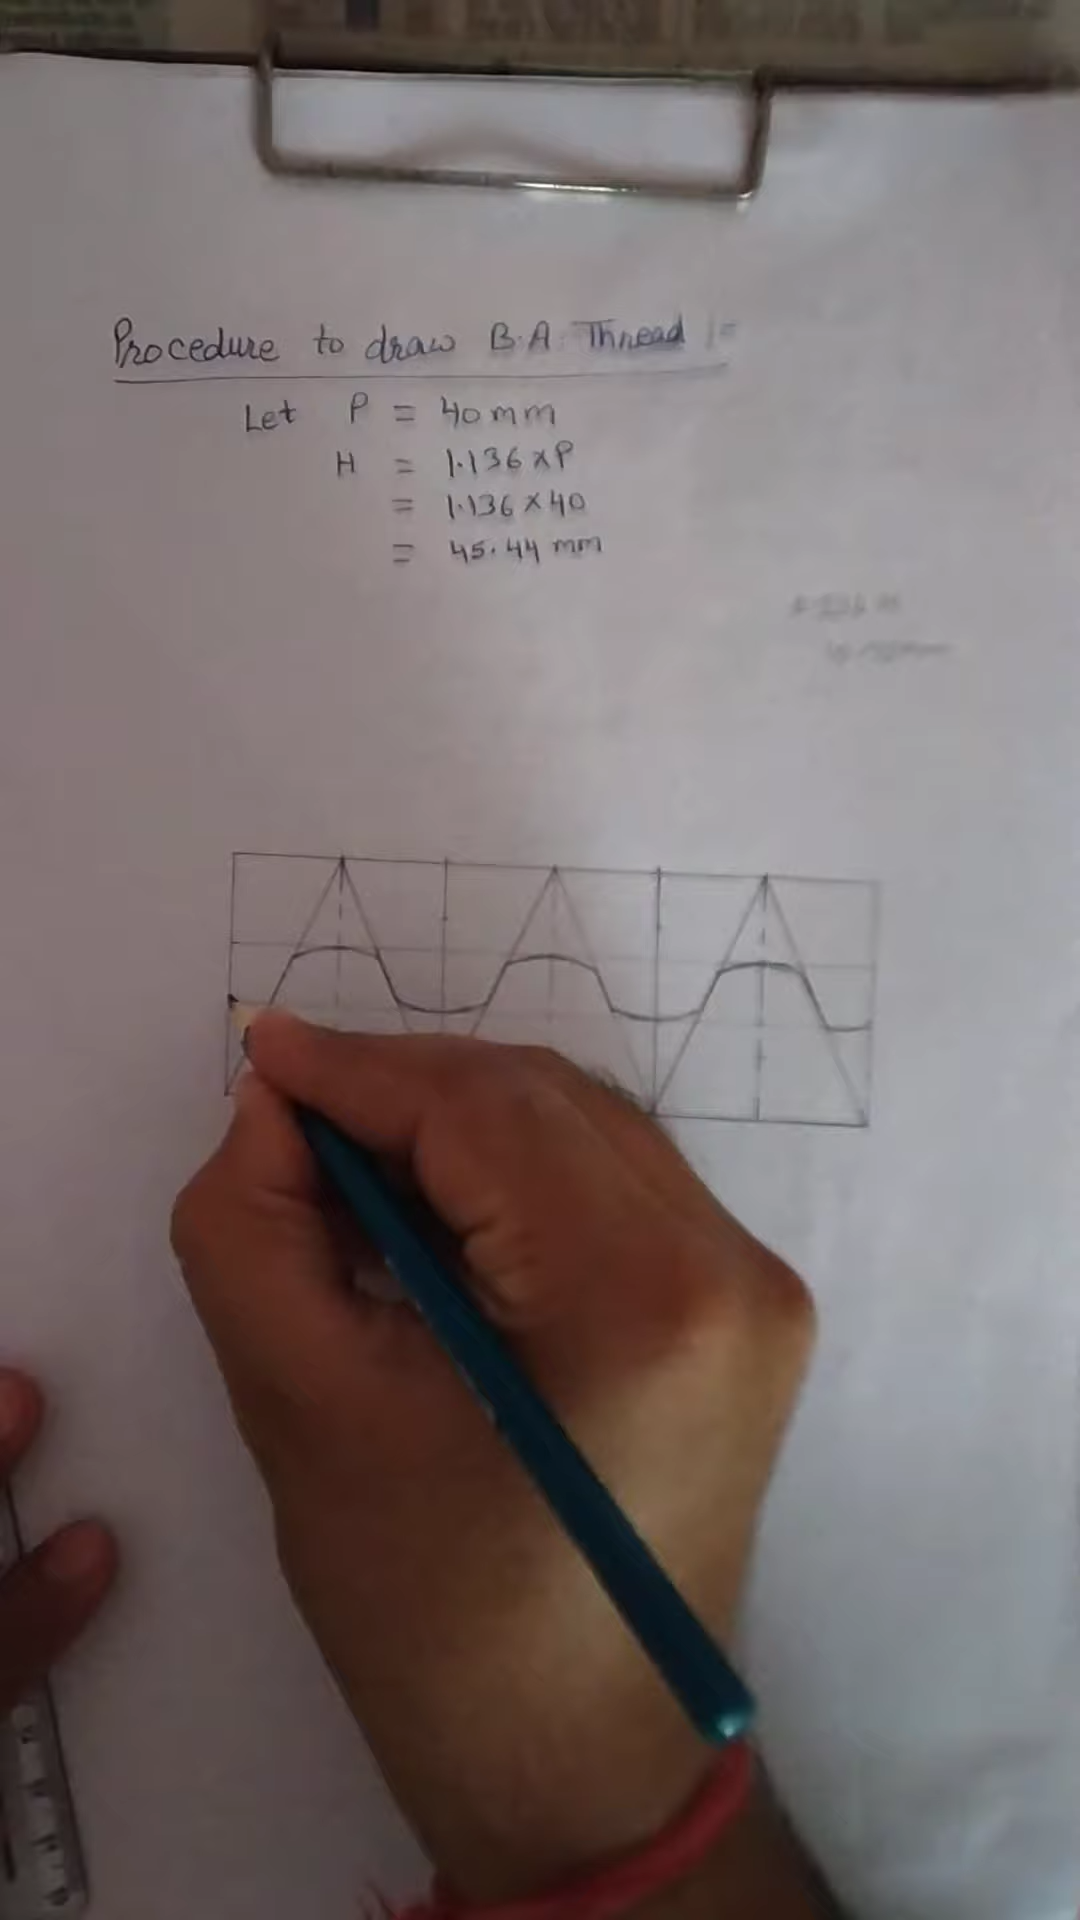 Procedure to draw B.A. Thread :-
Let P = 40mm
H = 1.136×P
= 1.136×40
= 45.44 mm